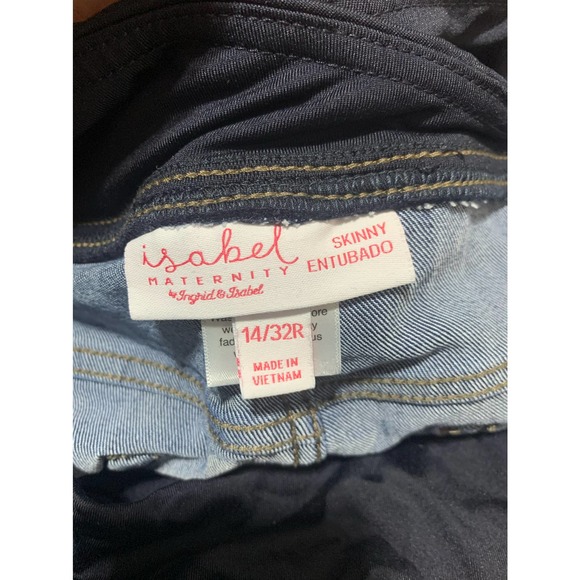 isabel
MATERNITY
by Ingrid & Isabel
SKINNY
ENTUBADO
14/32R
MADE IN
VIETNAM